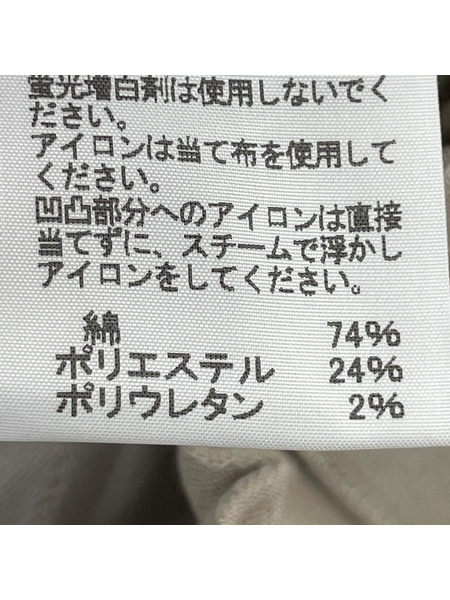 蛍光増白剤は使用しないでく
ださい。
アイロンは当て布を使用して
ください。
凹凸部分へのアイロンは直接
当てずに、スチームで浮かし
アイロンをしてください。
綿 74%
ポリエステル 24%
ポリウレタン 2%